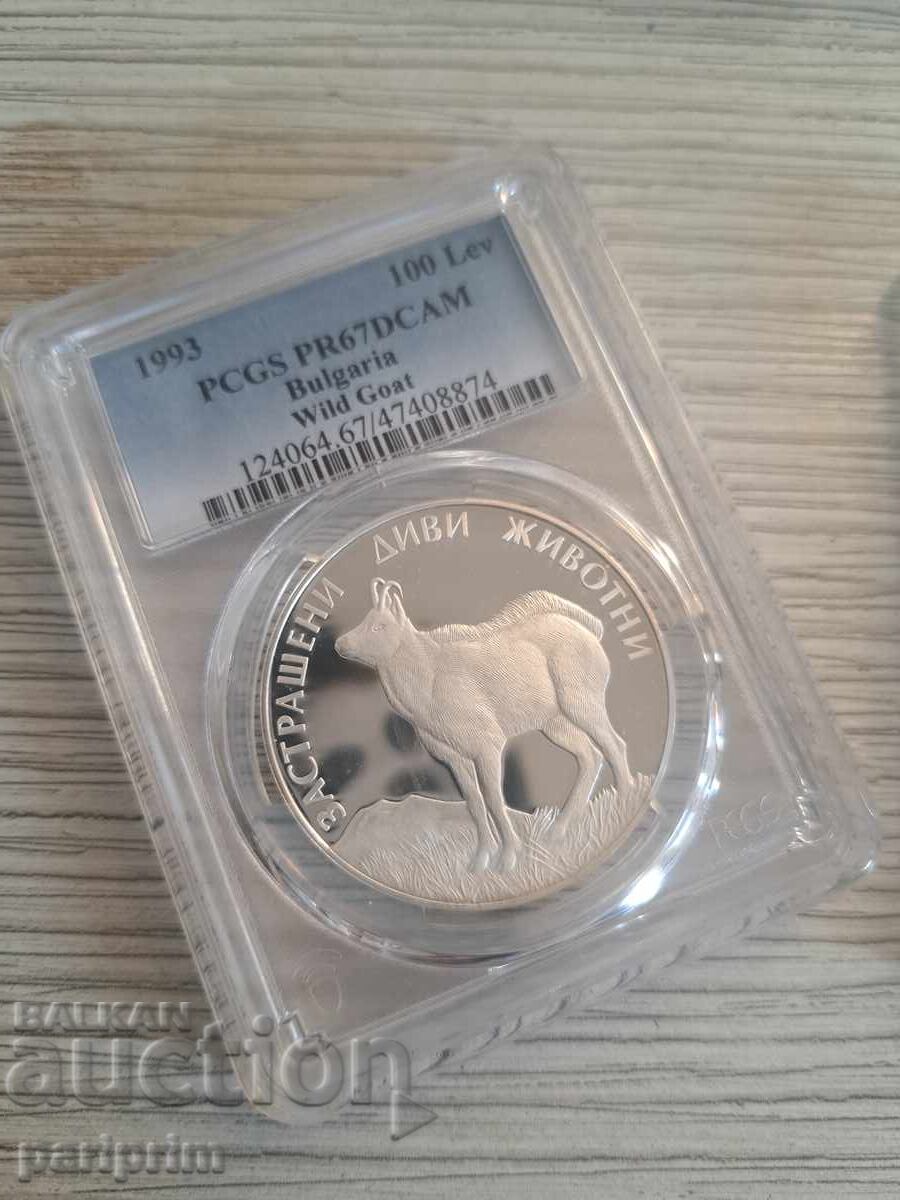 1993 100 Lev
PCGS PR67DCAM
Bulgaria
Wild Goat
124064.67/47408874
ЗАСТРАШЕНИ ДИВИ ЖИВОТНИ
PCGS
BALKAN
auction
pariprim